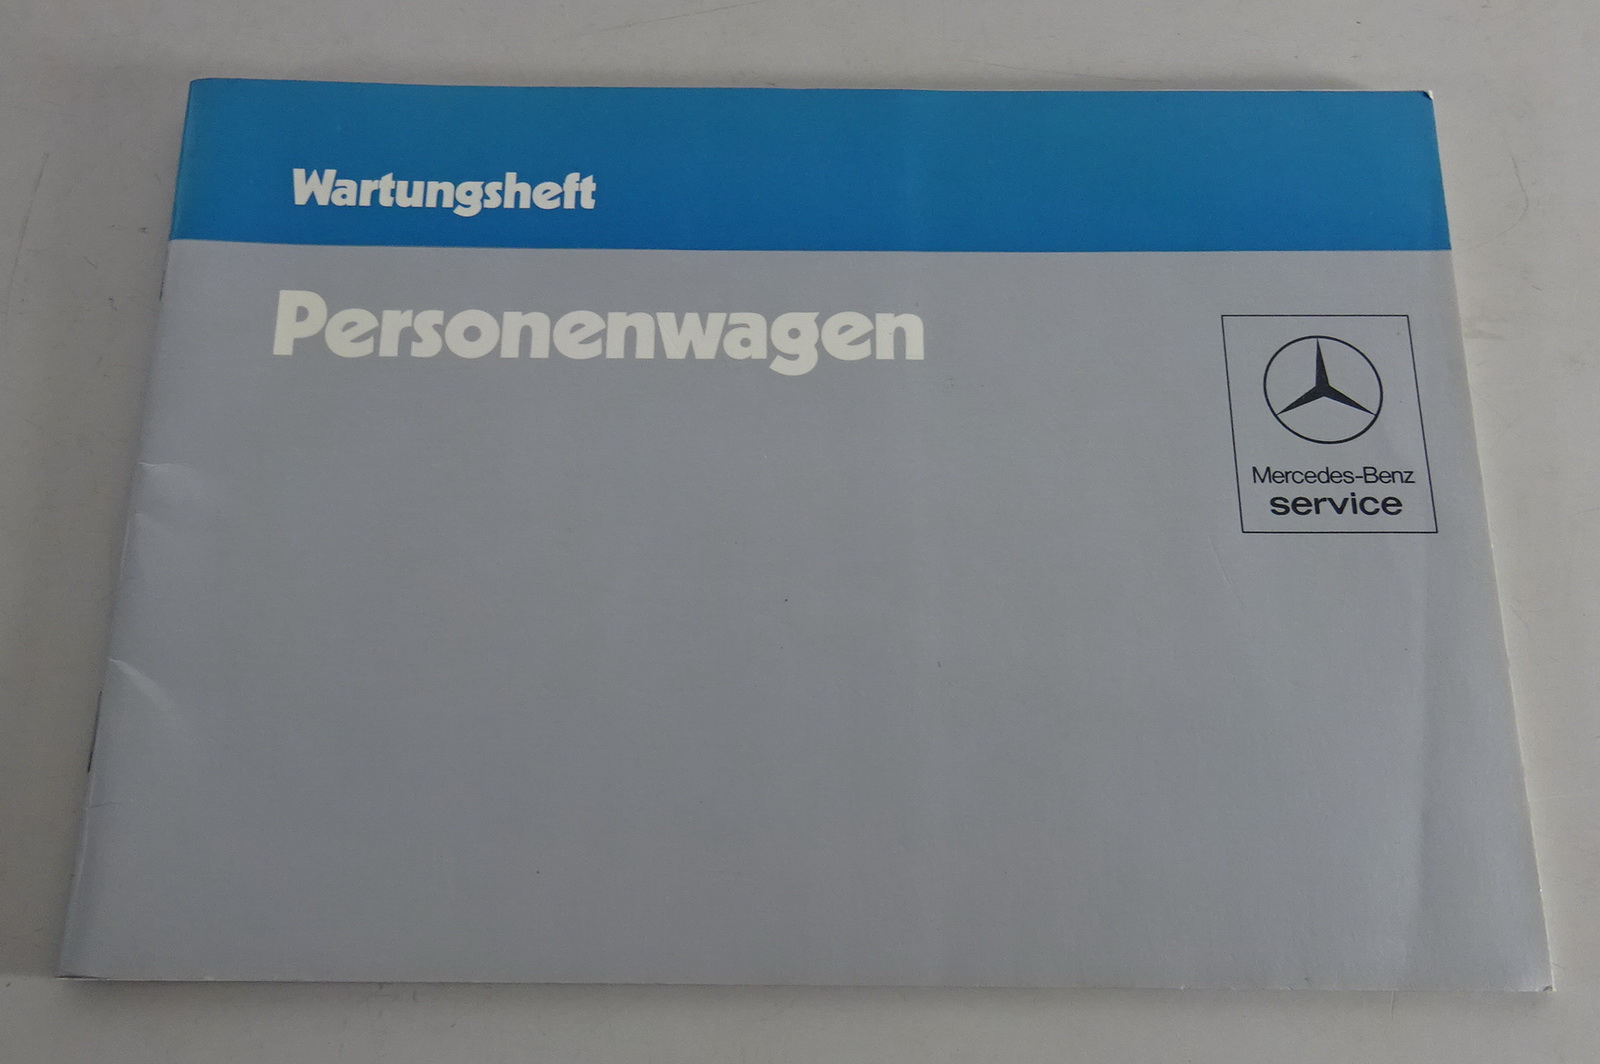 Wartungsheft
Personenwagen
Mercedes-Benz
service